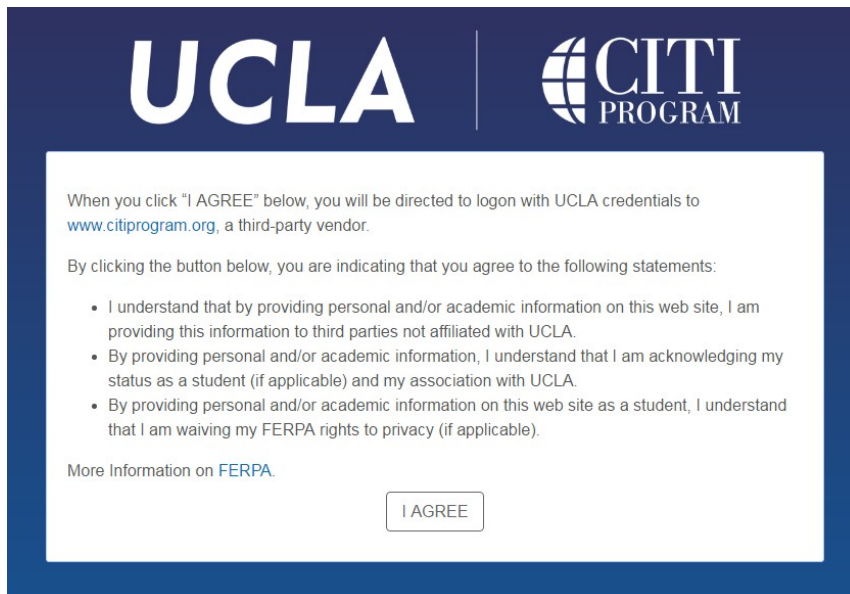 UCLA
CITI
PROGRAM
When you click “I AGREE” below, you will be directed to logon with UCLA credentials to
www.citiprogram.org, a third-party vendor.
By clicking the button below, you are indicating that you agree to the following statements:
• I understand that by providing personal and/or academic information on this web site, I am
providing this information to third parties not affiliated with UCLA.
• By providing personal and/or academic information, I understand that I am acknowledging my
status as a student (if applicable) and my association with UCLA.
• By providing personal and/or academic information on this web site as a student, I understand
that I am waiving my FERPA rights to privacy (if applicable).
More Information on FERPA.
I AGREE